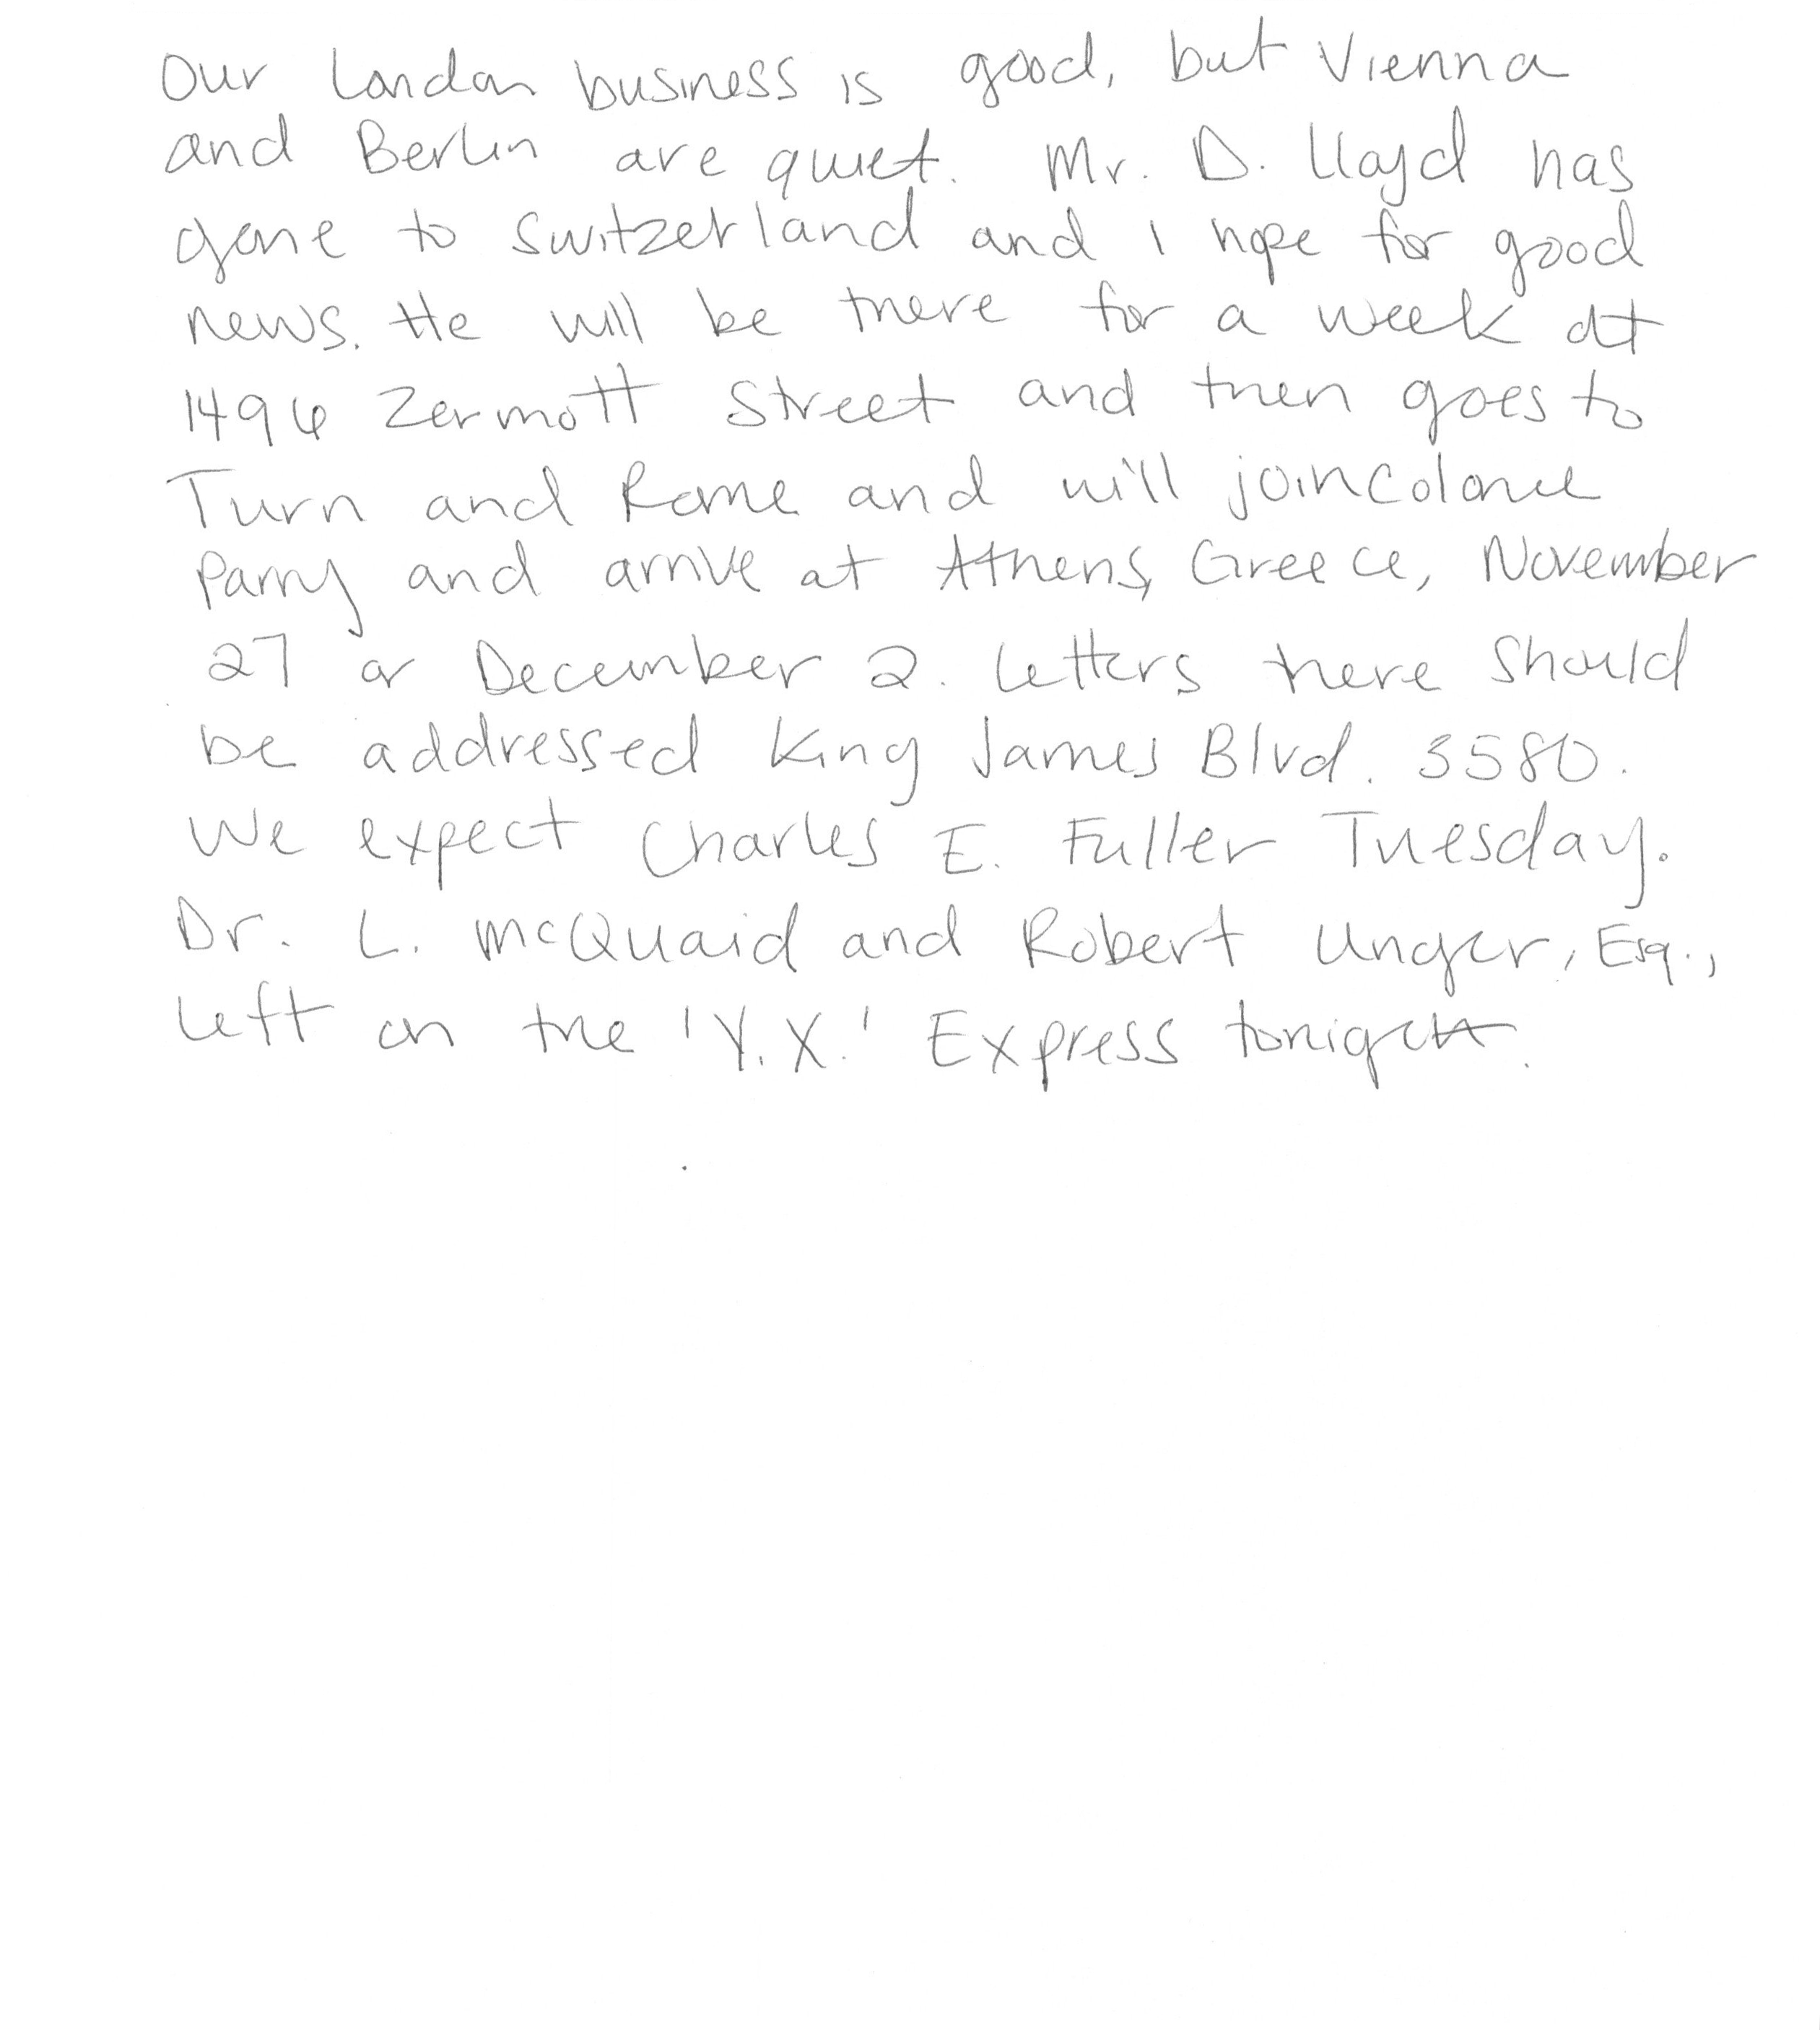 Our London business is good, but Vienna
and Berlin are quiet. Mr. D. Lloyd has
gone to Switzerland and I hope for good
news. He will be there for a week at
1496 Zermott Street and then goes to
Turn and Rome and will join Colonel
Parry and arrive at Athens, Greece, November
27 or December 2. Letters there should
be addressed King James Blvd. 3580.
We expect Charles E. Fuller Tuesday.
Dr. L. McQuaid and Robert Unger, Esq.,
left on the 'Y.X.' Express tonight.